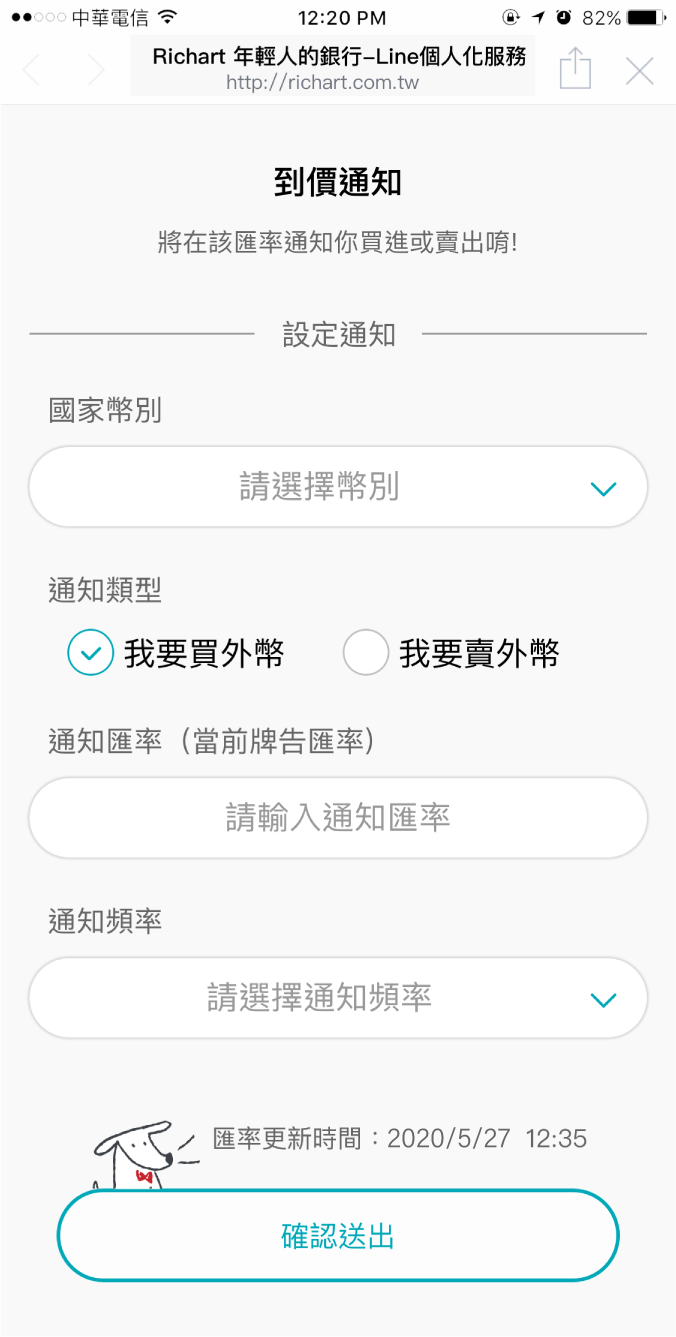 中華電信 12:20 PM 82%
Richart 年輕人的銀行-Line個人化服務
http://richart.com.tw
到價通知
將在該匯率通知你買進或賣出唷!
設定通知
國家幣別
請選擇幣別
通知類型
我要買外幣 我要賣外幣
通知匯率（當前牌告匯率）
請輸入通知匯率
通知頻率
請選擇通知頻率
匯率更新時間：2020/5/27 12:35
確認送出